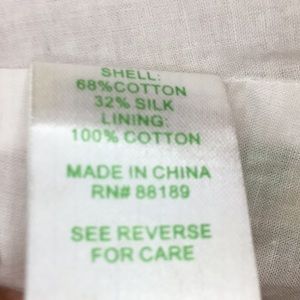 SHELL:
68%COTTON
32% SILK
LINING:
100% COTTON
MADE IN CHINA
RN# 88189
SEE REVERSE
FOR CARE